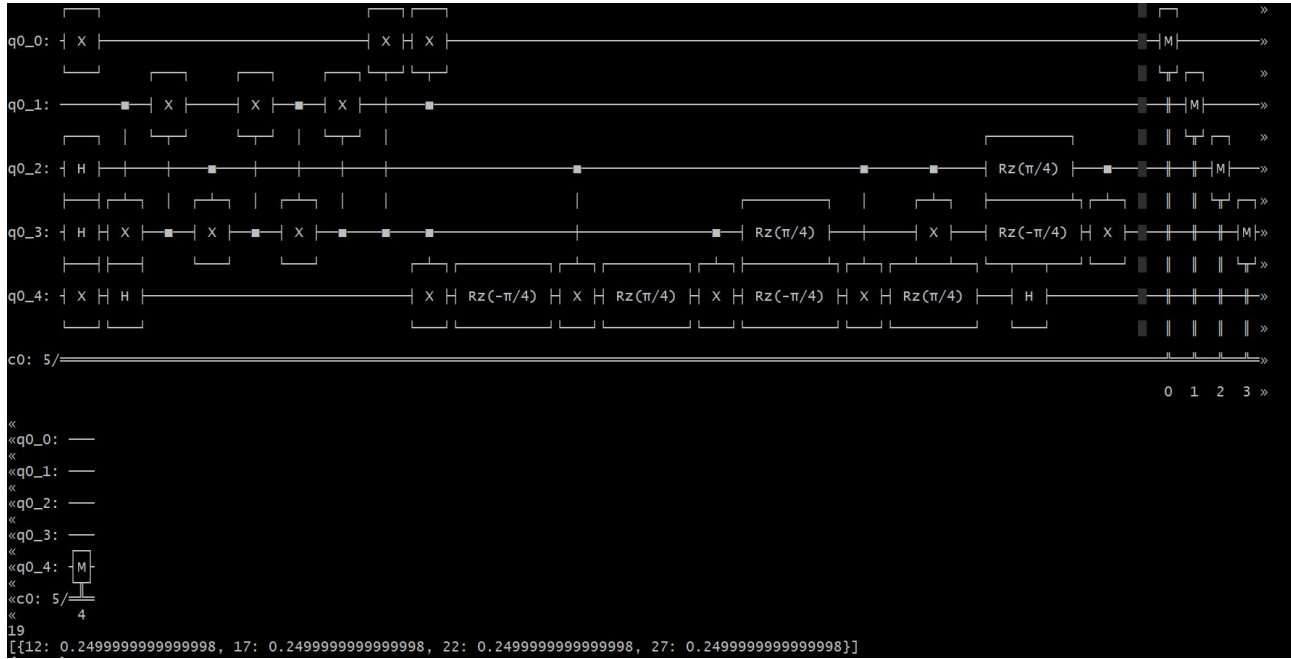 »
q0_0: X X X M »
»
q0_1: X X X M »
»
q0_2: H Rz(π/4) M »
»
q0_3: H X X X Rz(π/4) X Rz(-π/4) X M »
»
q0_4: X H X Rz(-π/4) X Rz(π/4) X Rz(-π/4) X Rz(π/4) H »
»
c0: 5/ »
0 1 2 3 »
«
«q0_0:
«
«q0_1:
«
«q0_2:
«
«q0_3:
«
«q0_4: M
«
«c0: 5/
« 4
19
[{12: 0.2499999999999998, 17: 0.2499999999999998, 22: 0.2499999999999998, 27: 0.2499999999999998}]